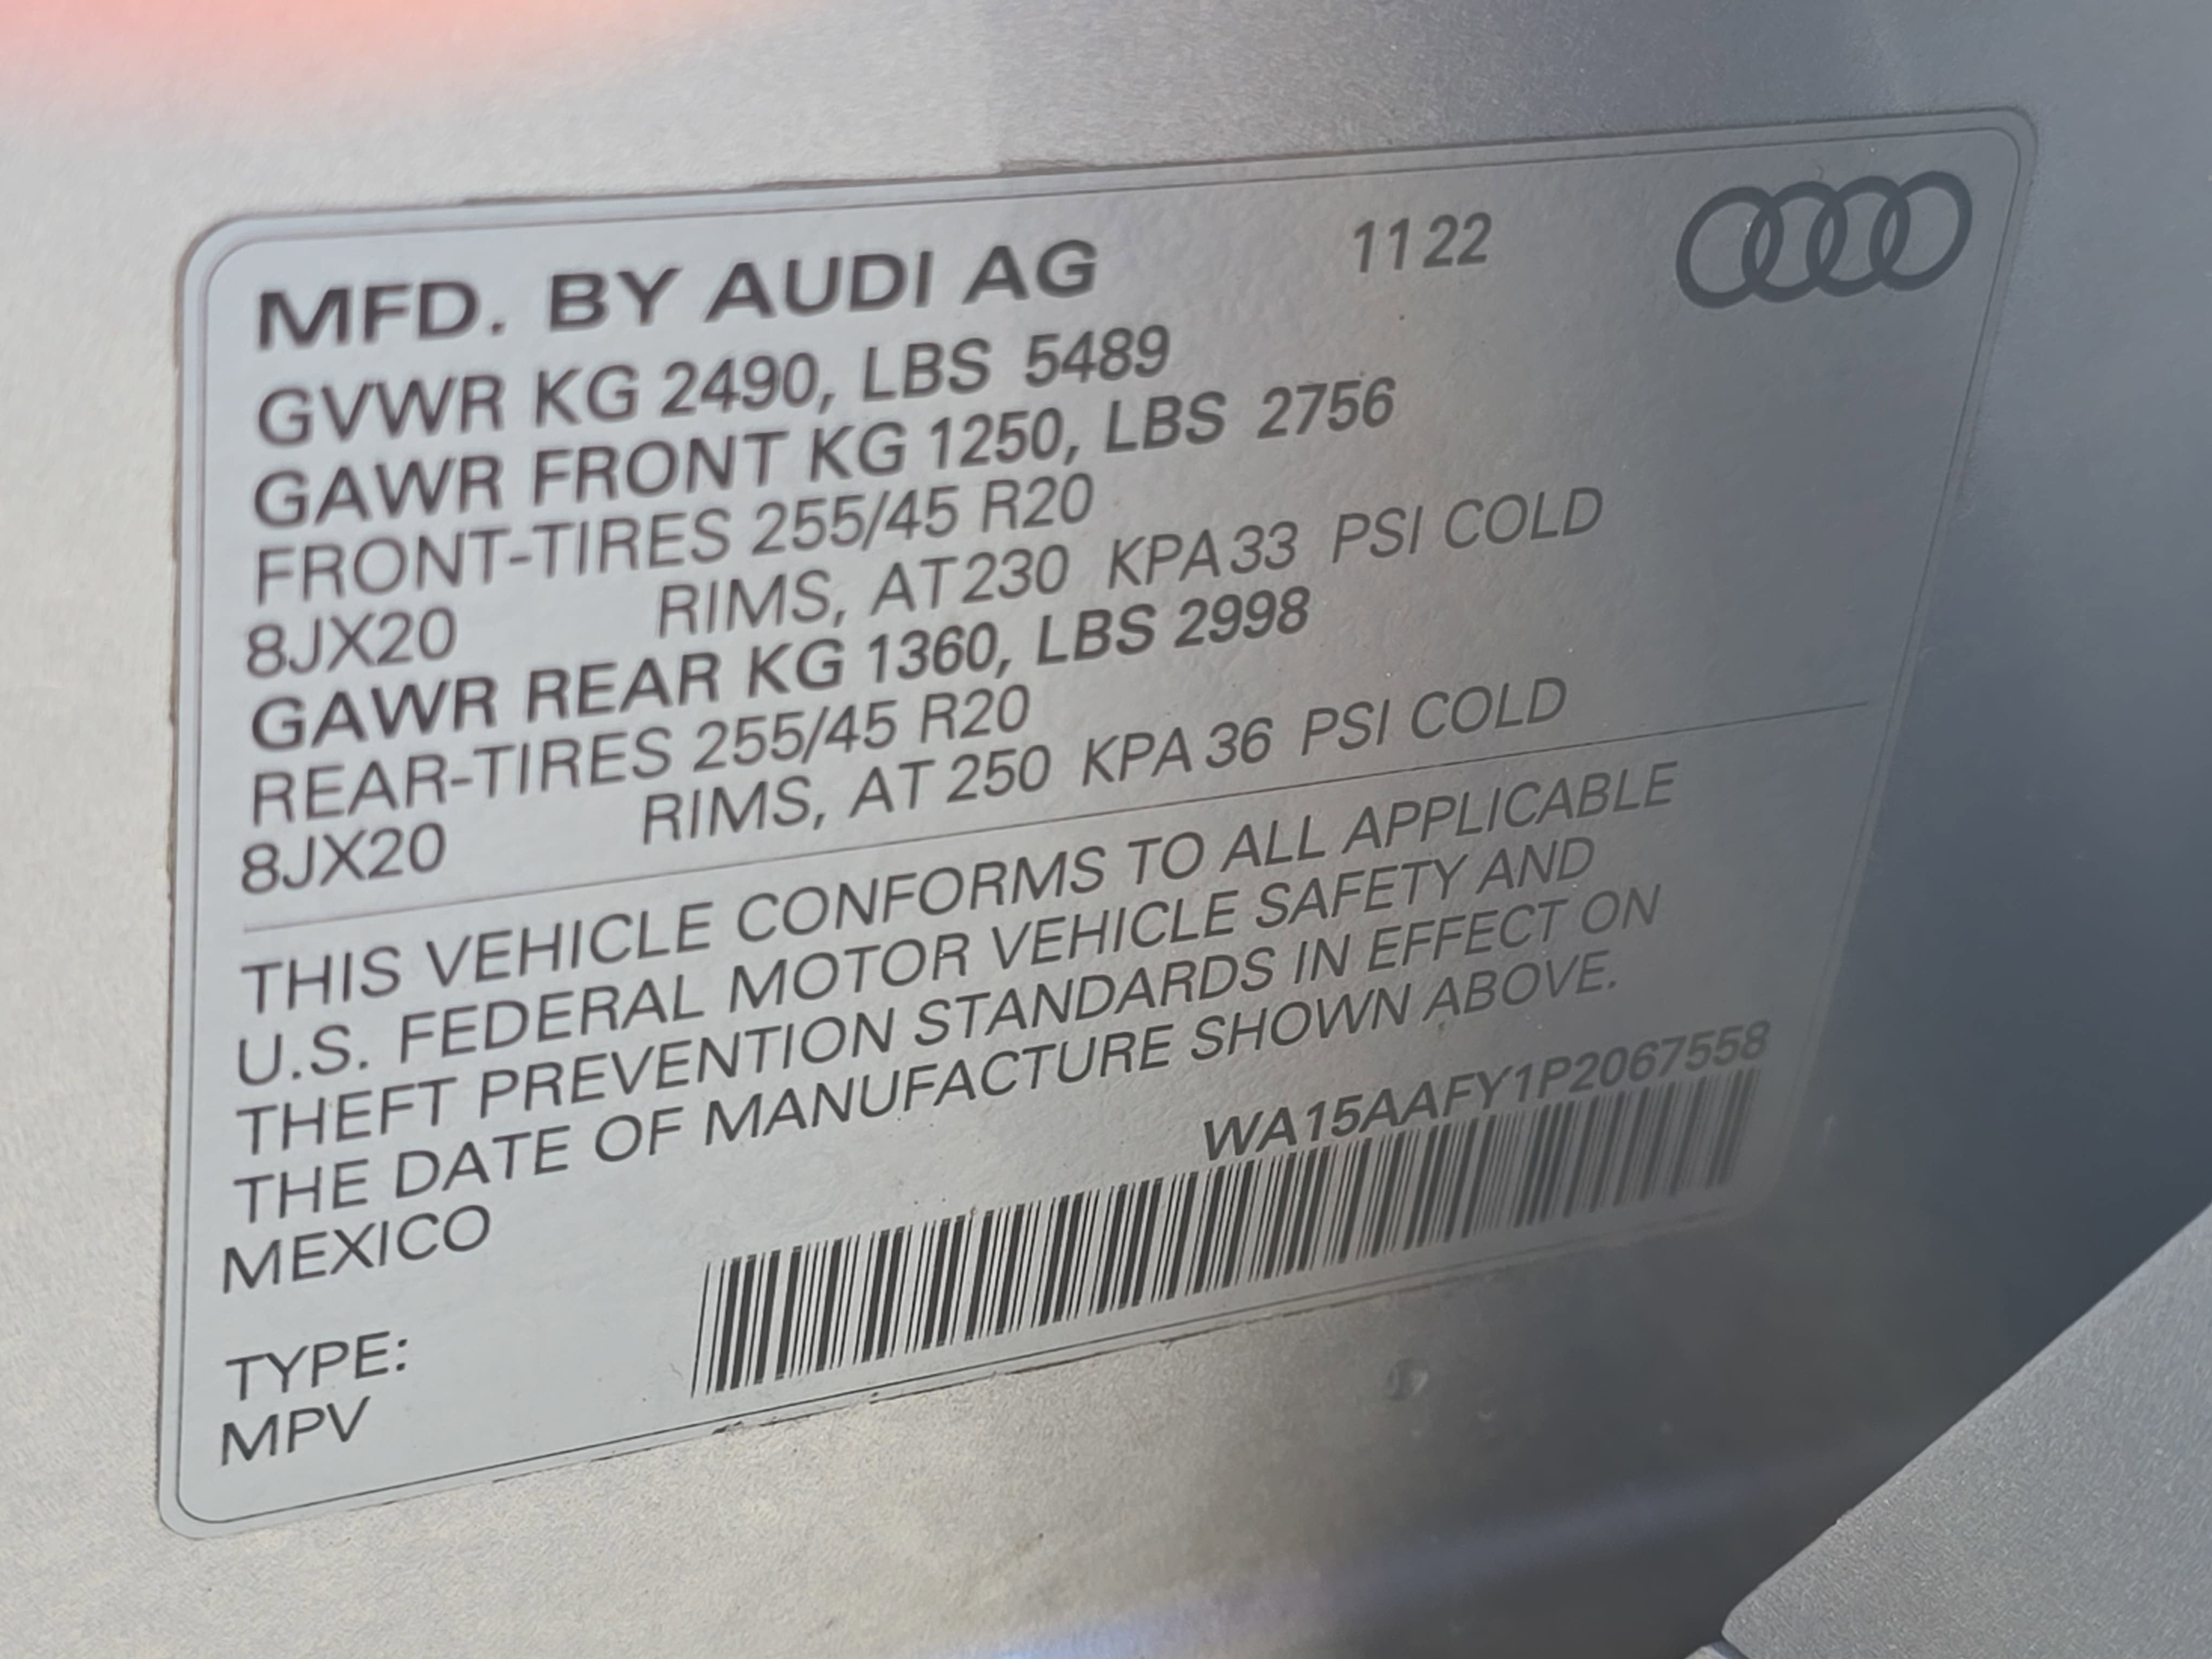 MFD. BY AUDI AG 1122
GVWR KG 2490, LBS 5489
GAWR FRONT KG 1250, LBS 2756
FRONT-TIRES 255/45 R20
8JX20 RIMS, AT 230 KPA 33 PSI COLD
GAWR REAR KG 1360, LBS 2998
REAR-TIRES 255/45 R20
8JX20 RIMS, AT 250 KPA 36 PSI COLD
THIS VEHICLE CONFORMS TO ALL APPLICABLE
U.S. FEDERAL MOTOR VEHICLE SAFETY AND
THEFT PREVENTION STANDARDS IN EFFECT ON
THE DATE OF MANUFACTURE SHOWN ABOVE.
MEXICO WA15AAFY1P2067558
TYPE:
MPV